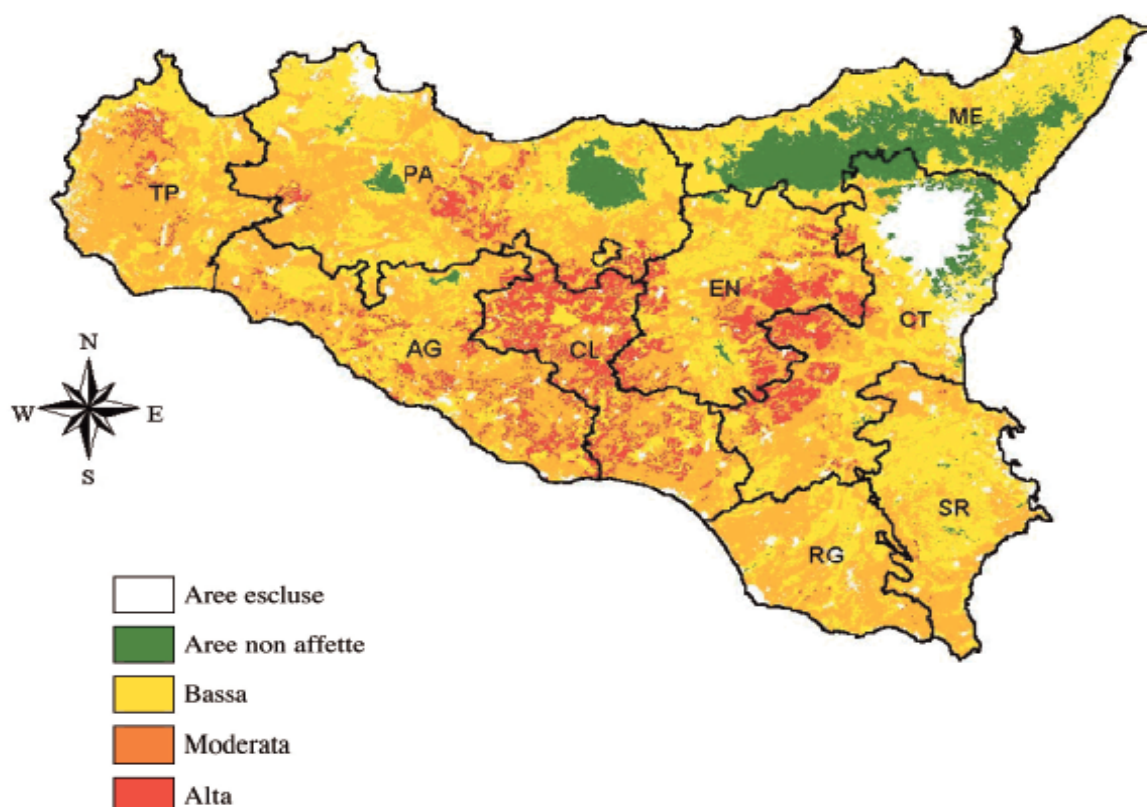 ME
PA
TP
EN
CT
AG
CL
N
W E
S
SR
RG
Aree escluse
Aree non affette
Bassa
Moderata
Alta